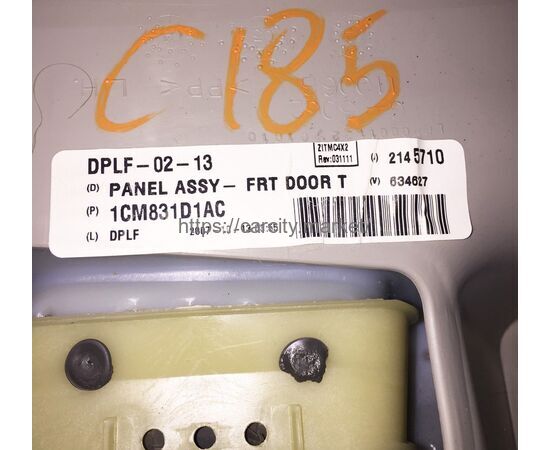 C185
ZITMC4X2
Rev:031111
DPLF-02-13
(J) 2145710
(D) PANEL ASSY- FRT DOOR T
(V) 634627
(P) 1CM831D1AC
https://carsity.market/
(L) DPLF